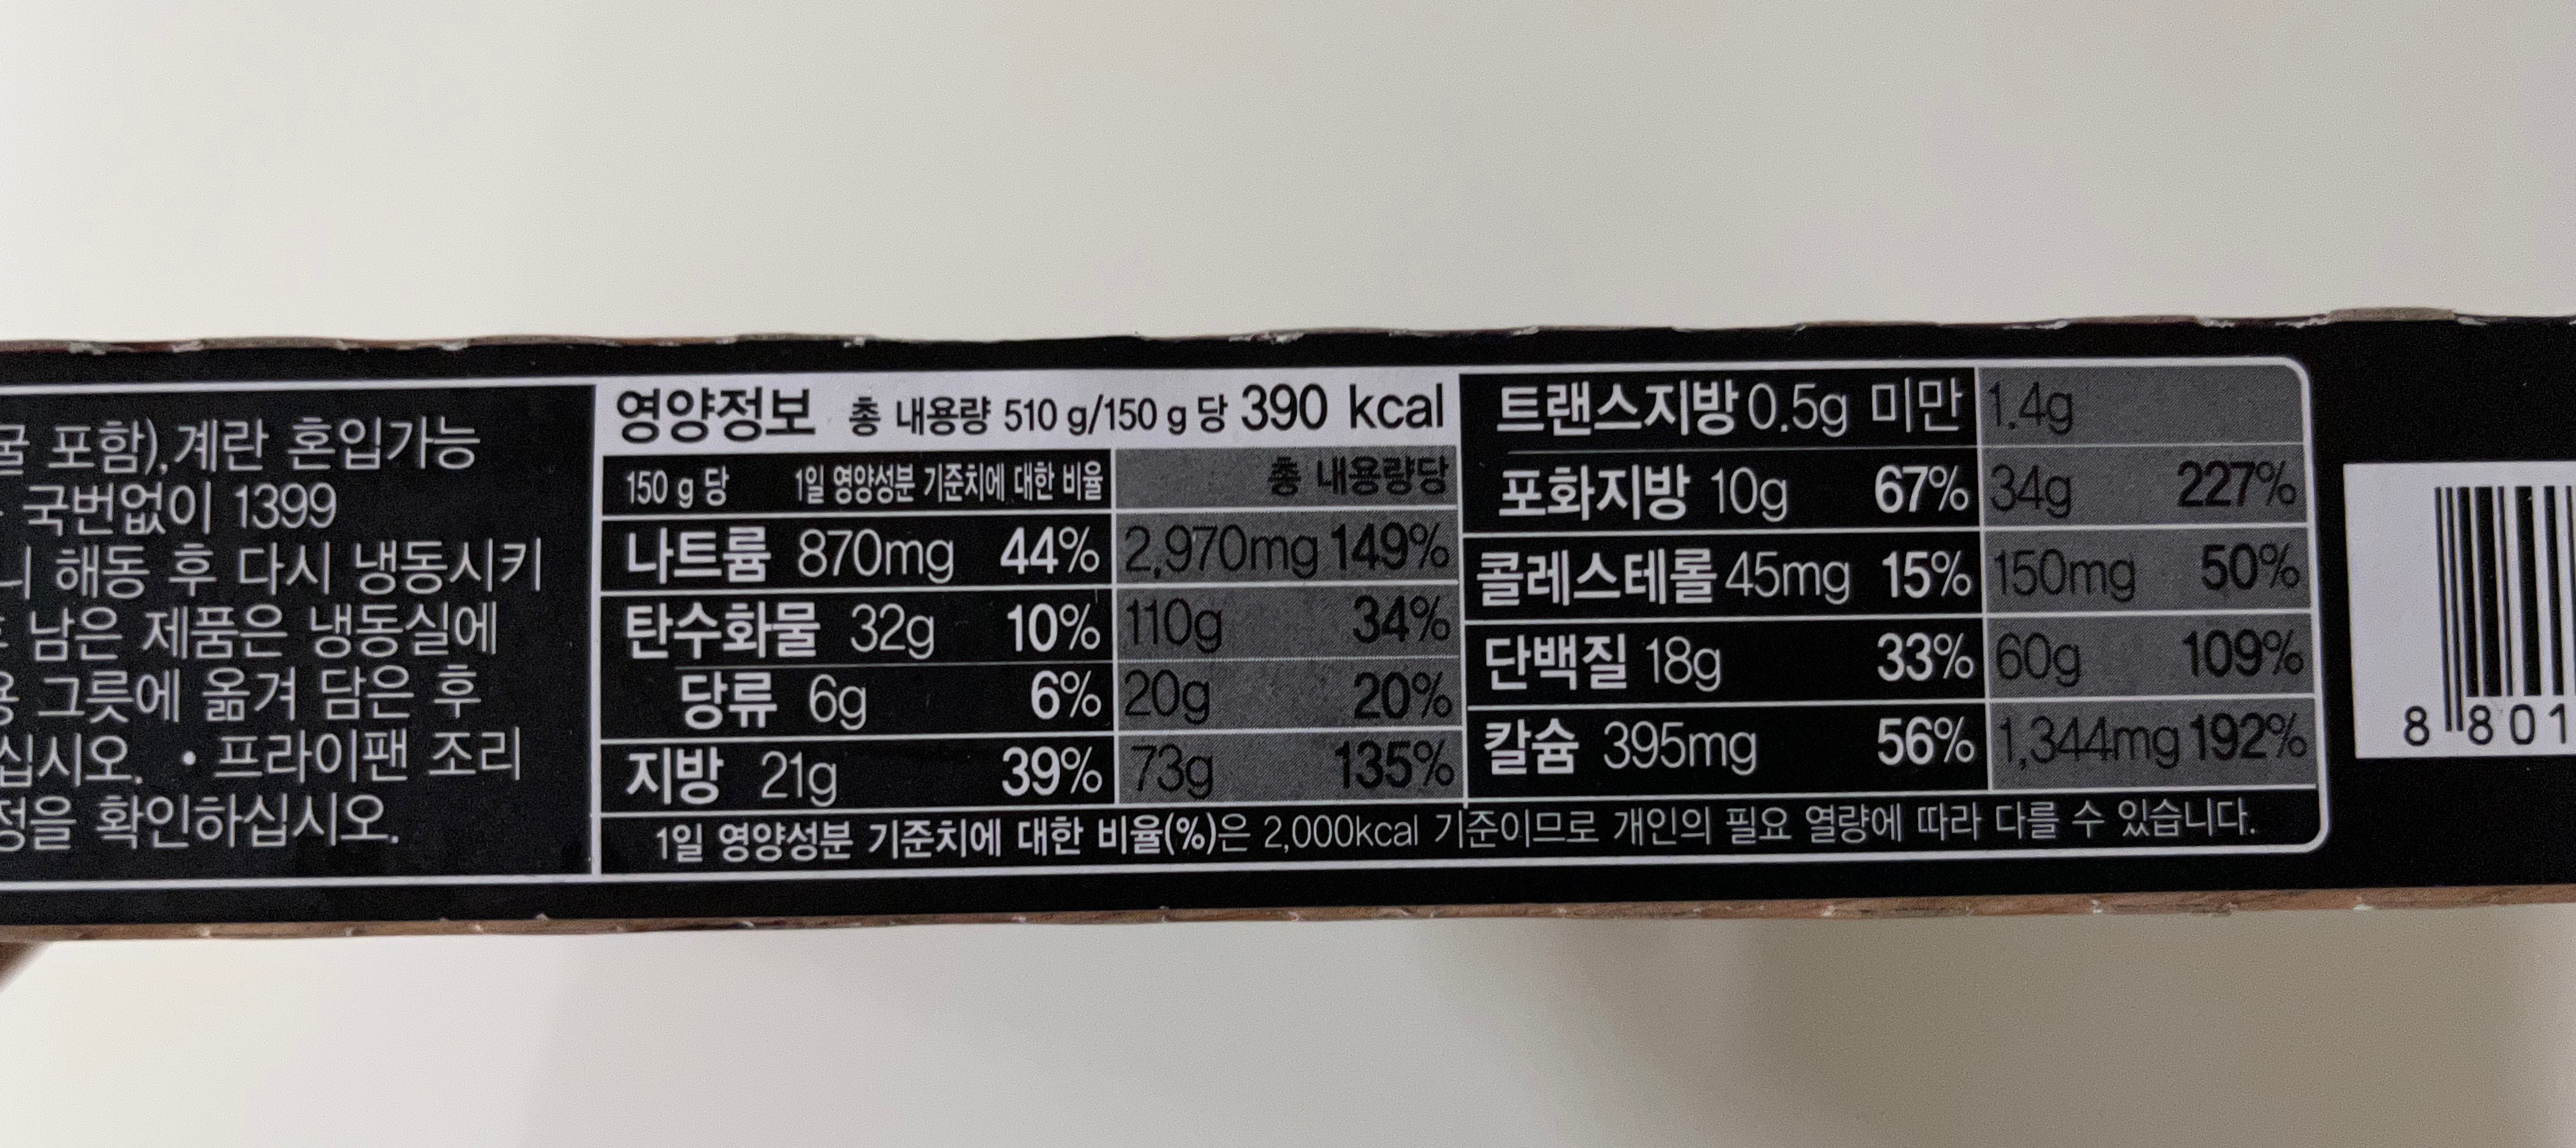 굴 포함),계란 혼입가능
국번없이 1399
니 해동 후 다시 냉동시키
남은 제품은 냉동실에
용 그릇에 옮겨 담은 후
십시오. • 프라이팬 조리
정을 확인하십시오.
영양정보 총 내용량 510 g/150 g 당 390 kcal
150 g 당 1일 영양성분 기준치에 대한 비율 총 내용량당
나트륨 870mg 44% 2,970mg 149%
탄수화물 32g 10% 110g 34%
당류 6g 6% 20g 20%
지방 21g 39% 73g 135%
트랜스지방 0.5g 미만 1.4g
포화지방 10g 67% 34g 227%
콜레스테롤 45mg 15% 150mg 50%
단백질 18g 33% 60g 109%
칼슘 395mg 56% 1,344mg 192%
1일 영양성분 기준치에 대한 비율(%)은 2,000kcal 기준이므로 개인의 필요 열량에 따라 다를 수 있습니다.
8 801